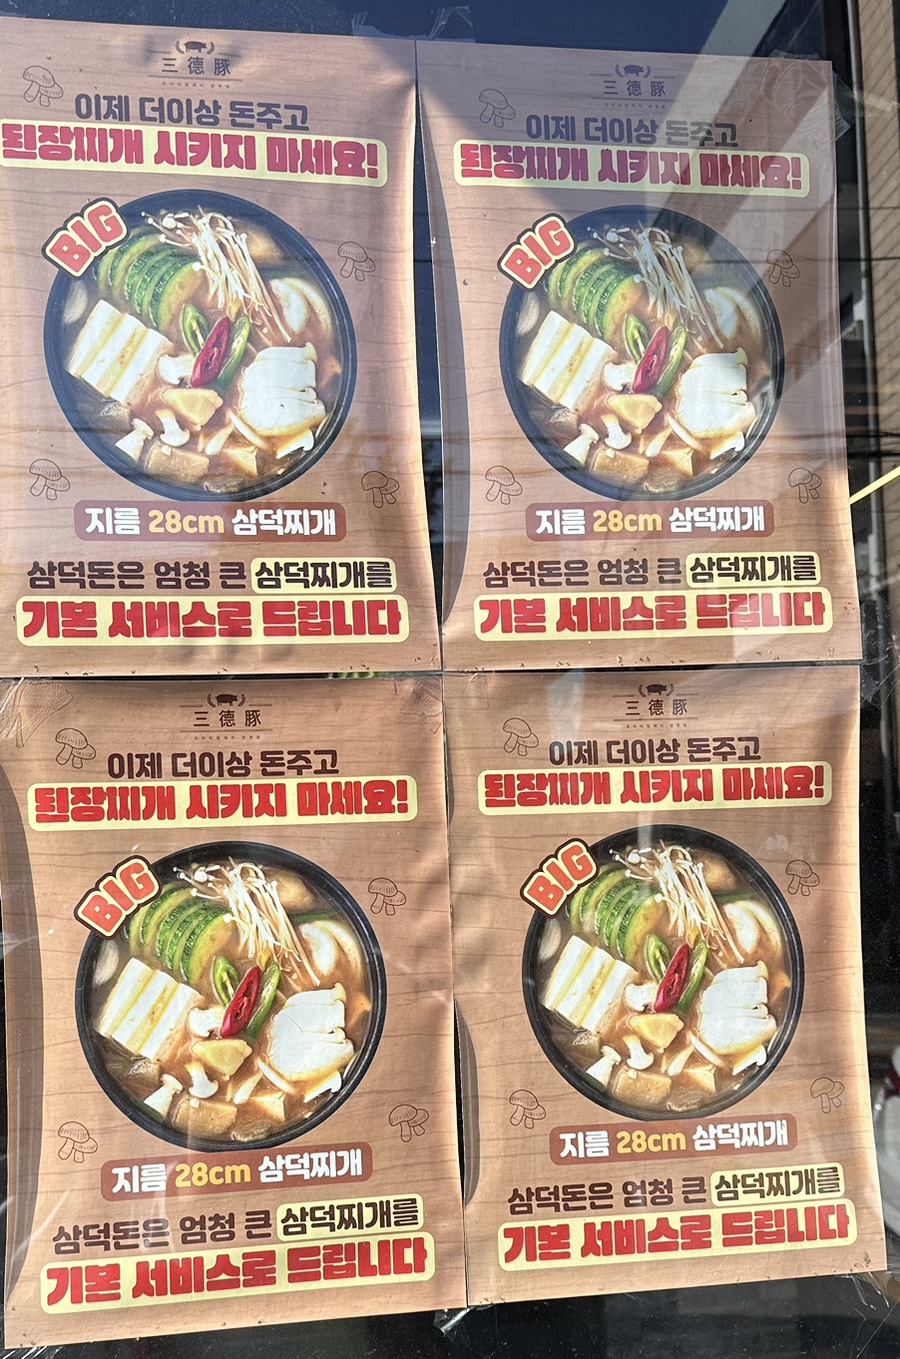 三德豚
이제 더이상 돈주고
된장찌개 시키지 마세요!
BIG
지름 28cm 삼덕찌개
삼덕돈은 엄청 큰 삼덕찌개를
기본 서비스로 드립니다
三德豚
이제 더이상 돈주고
된장찌개 시키지 마세요!
BIG
지름 28cm 삼덕찌개
삼덕돈은 엄청 큰 삼덕찌개를
기본 서비스로 드립니다
三德豚
이제 더이상 돈주고
된장찌개 시키지 마세요!
BIG
지름 28cm 삼덕찌개
삼덕돈은 엄청 큰 삼덕찌개를
기본 서비스로 드립니다
三德豚
이제 더이상 돈주고
된장찌개 시키지 마세요!
BIG
지름 28cm 삼덕찌개
삼덕돈은 엄청 큰 삼덕찌개를
기본 서비스로 드립니다